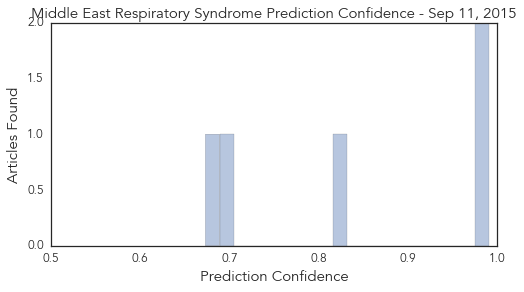 Middle East Respiratory Syndrome Prediction Confidence - Sep 11, 2015
2.0
1.5
1.0
0.5
0.0
Articles Found
0.5 0.6 0.7 0.8 0.9 1.0
Prediction Confidence